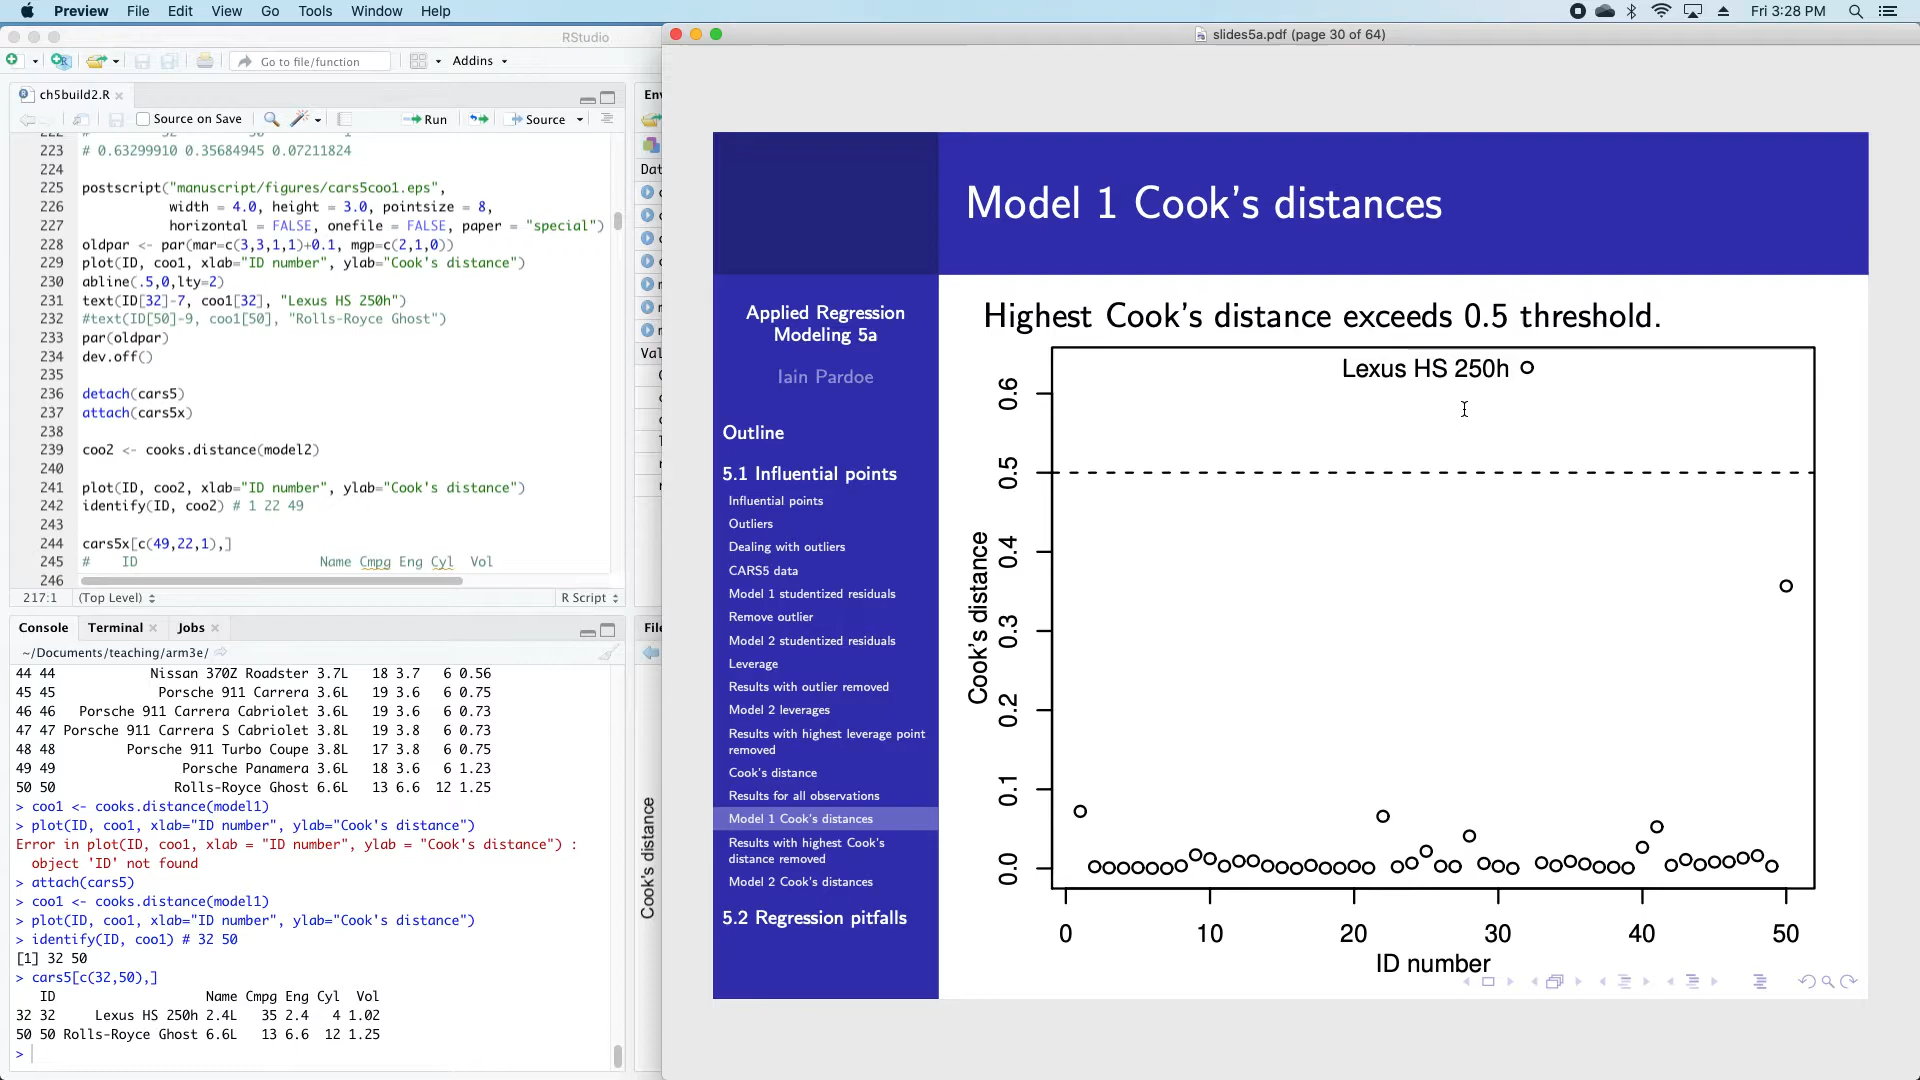 Preview File Edit View Go Tools Window Help
Fri 3:28 PM
RStudio
Go to file/function
Addins
ch5build2.R
Source on Save
Run
Source
223 # 0.63299910 0.35684945 0.07211824
224
225 postscript("manuscript/figures/cars5coo1.eps",
226 width = 4.0, height = 3.0, pointsize = 8,
227 horizontal = FALSE, onefile = FALSE, paper = "special")
228 oldpar <- par(mar=c(3,3,1,1)+0.1, mgp=c(2,1,0))
229 plot(ID, coo1, xlab="ID number", ylab="Cook's distance")
230 abline(.5,0,lty=2)
231 text(ID[32]-7, coo1[32], "Lexus HS 250h")
232 #text(ID[50]-9, coo1[50], "Rolls-Royce Ghost")
233 par(oldpar)
234 dev.off()
235
236 detach(cars5)
237 attach(cars5x)
238
239 coo2 <- cooks.distance(model2)
240
241 plot(ID, coo2, xlab="ID number", ylab="Cook's distance")
242 identify(ID, coo2) # 1 22 49
243
244 cars5x[c(49,22,1),]
245 # ID Name Cmpg Eng Cyl Vol
246
217:1 (Top Level) R Script
Console Terminal Jobs
~/Documents/teaching/arm3e/
44 44 Nissan 370Z Roadster 3.7L 18 3.7 6 0.56
45 45 Porsche 911 Carrera 3.6L 19 3.6 6 0.75
46 46 Porsche 911 Carrera Cabriolet 3.6L 19 3.6 6 0.73
47 47 Porsche 911 Carrera S Cabriolet 3.8L 19 3.8 6 0.73
48 48 Porsche 911 Turbo Coupe 3.8L 17 3.8 6 0.75
49 49 Porsche Panamera 3.6L 18 3.6 6 1.23
50 50 Rolls-Royce Ghost 6.6L 13 6.6 12 1.25
> coo1 <- cooks.distance(model1)
> plot(ID, coo1, xlab="ID number", ylab="Cook's distance")
Error in plot(ID, coo1, xlab = "ID number", ylab = "Cook's distance") :
object 'ID' not found
> attach(cars5)
> coo1 <- cooks.distance(model1)
> plot(ID, coo1, xlab="ID number", ylab="Cook's distance")
> identify(ID, coo1) # 32 50
[1] 32 50
> cars5[c(32,50),]
ID Name Cmpg Eng Cyl Vol
32 32 Lexus HS 250h 2.4L 35 2.4 4 1.02
50 50 Rolls-Royce Ghost 6.6L 13 6.6 12 1.25
>
Cook's distance
slides5a.pdf (page 30 of 64)
Model 1 Cook's distances
Applied Regression
Modeling 5a
Iain Pardoe
Outline
5.1 Influential points
Influential points
Outliers
Dealing with outliers
CARS5 data
Model 1 studentized residuals
Remove outlier
Model 2 studentized residuals
Leverage
Results with outlier removed
Model 2 leverages
Results with highest leverage point
removed
Cook's distance
Results for all observations
Model 1 Cook's distances
Results with highest Cook's
distance removed
Model 2 Cook's distances
5.2 Regression pitfalls
Highest Cook's distance exceeds 0.5 threshold.
Lexus HS 250h
Cook's distance
0.6
0.5
0.4
0.3
0.2
0.1
0.0
0 10 20 30 40 50
ID number